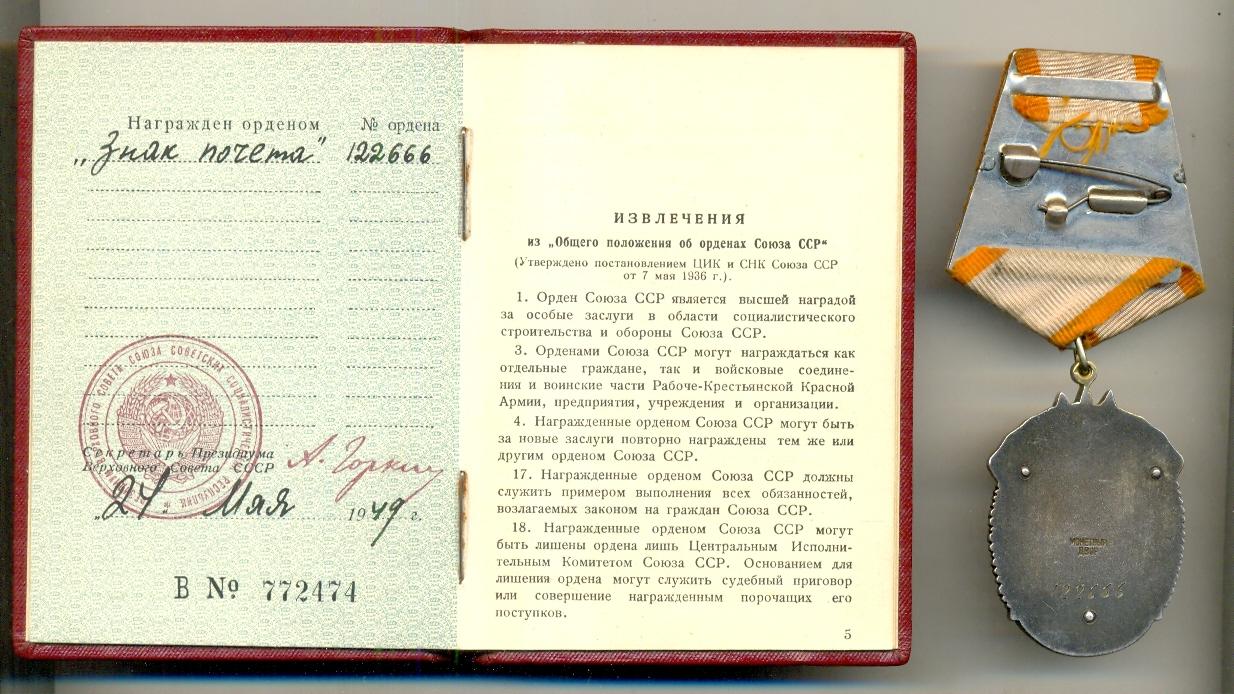 Награжден орденом № ордена
„Знак почета" 122666
СОЮЗА СОВЕТСКИХ СОЦИАЛИСТИЧЕСКИХ
Секретарь Президиума
Верховного Совета СССР А. Горкин
„24. Мая 1949 г.
В № 772474
ИЗВЛЕЧЕНИЯ
из „Общего положения об орденах Союза ССР“
(Утверждено постановлением ЦИК и СНК Союза ССР
от 7 мая 1936 г.).
1. Орден Союза ССР является высшей наградой
за особые заслуги в области социалистического
строительства и обороны Союза ССР.
3. Орденами Союза ССР могут награждаться как
отдельные граждане, так и войсковые соедине-
ния и воинские части Рабоче-Крестьянской Красной
Армии, предприятия, учреждения и организации.
4. Награжденные орденом Союза ССР могут быть
за новые заслуги повторно награждены тем же или
другим орденом Союза ССР.
17. Награжденные орденом Союза ССР должны
служить примером выполнения всех обязанностей,
возлагаемых законом на граждан Союза ССР.
18. Награжденные орденом Союза ССР могут
быть лишены ордена лишь Центральным Исполни-
тельным Комитетом Союза ССР. Основанием для
лишения ордена могут служить судебный приговор
или совершение награжденным порочащих его
поступков.
5
МОНЕТНЫЙ
ДВОР
122666